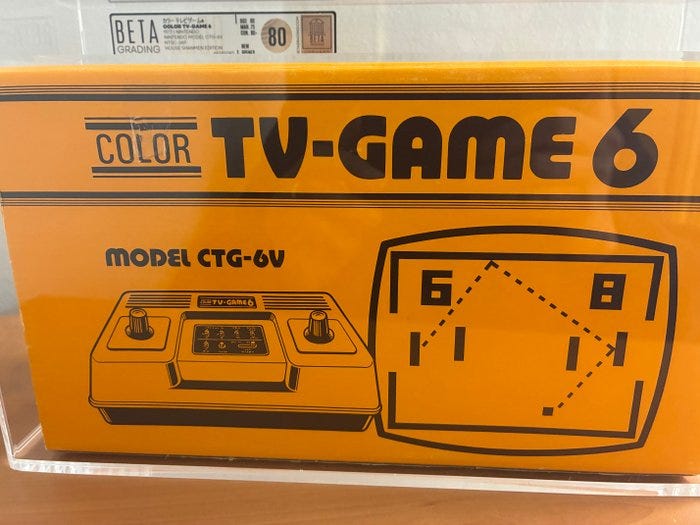 BETA
GRADING
カラー テレビゲーム6
COLOR TV-GAME 6
80
COLOR TV-GAME 6
MODEL CTG-6V
TV-GAME 6
6 8